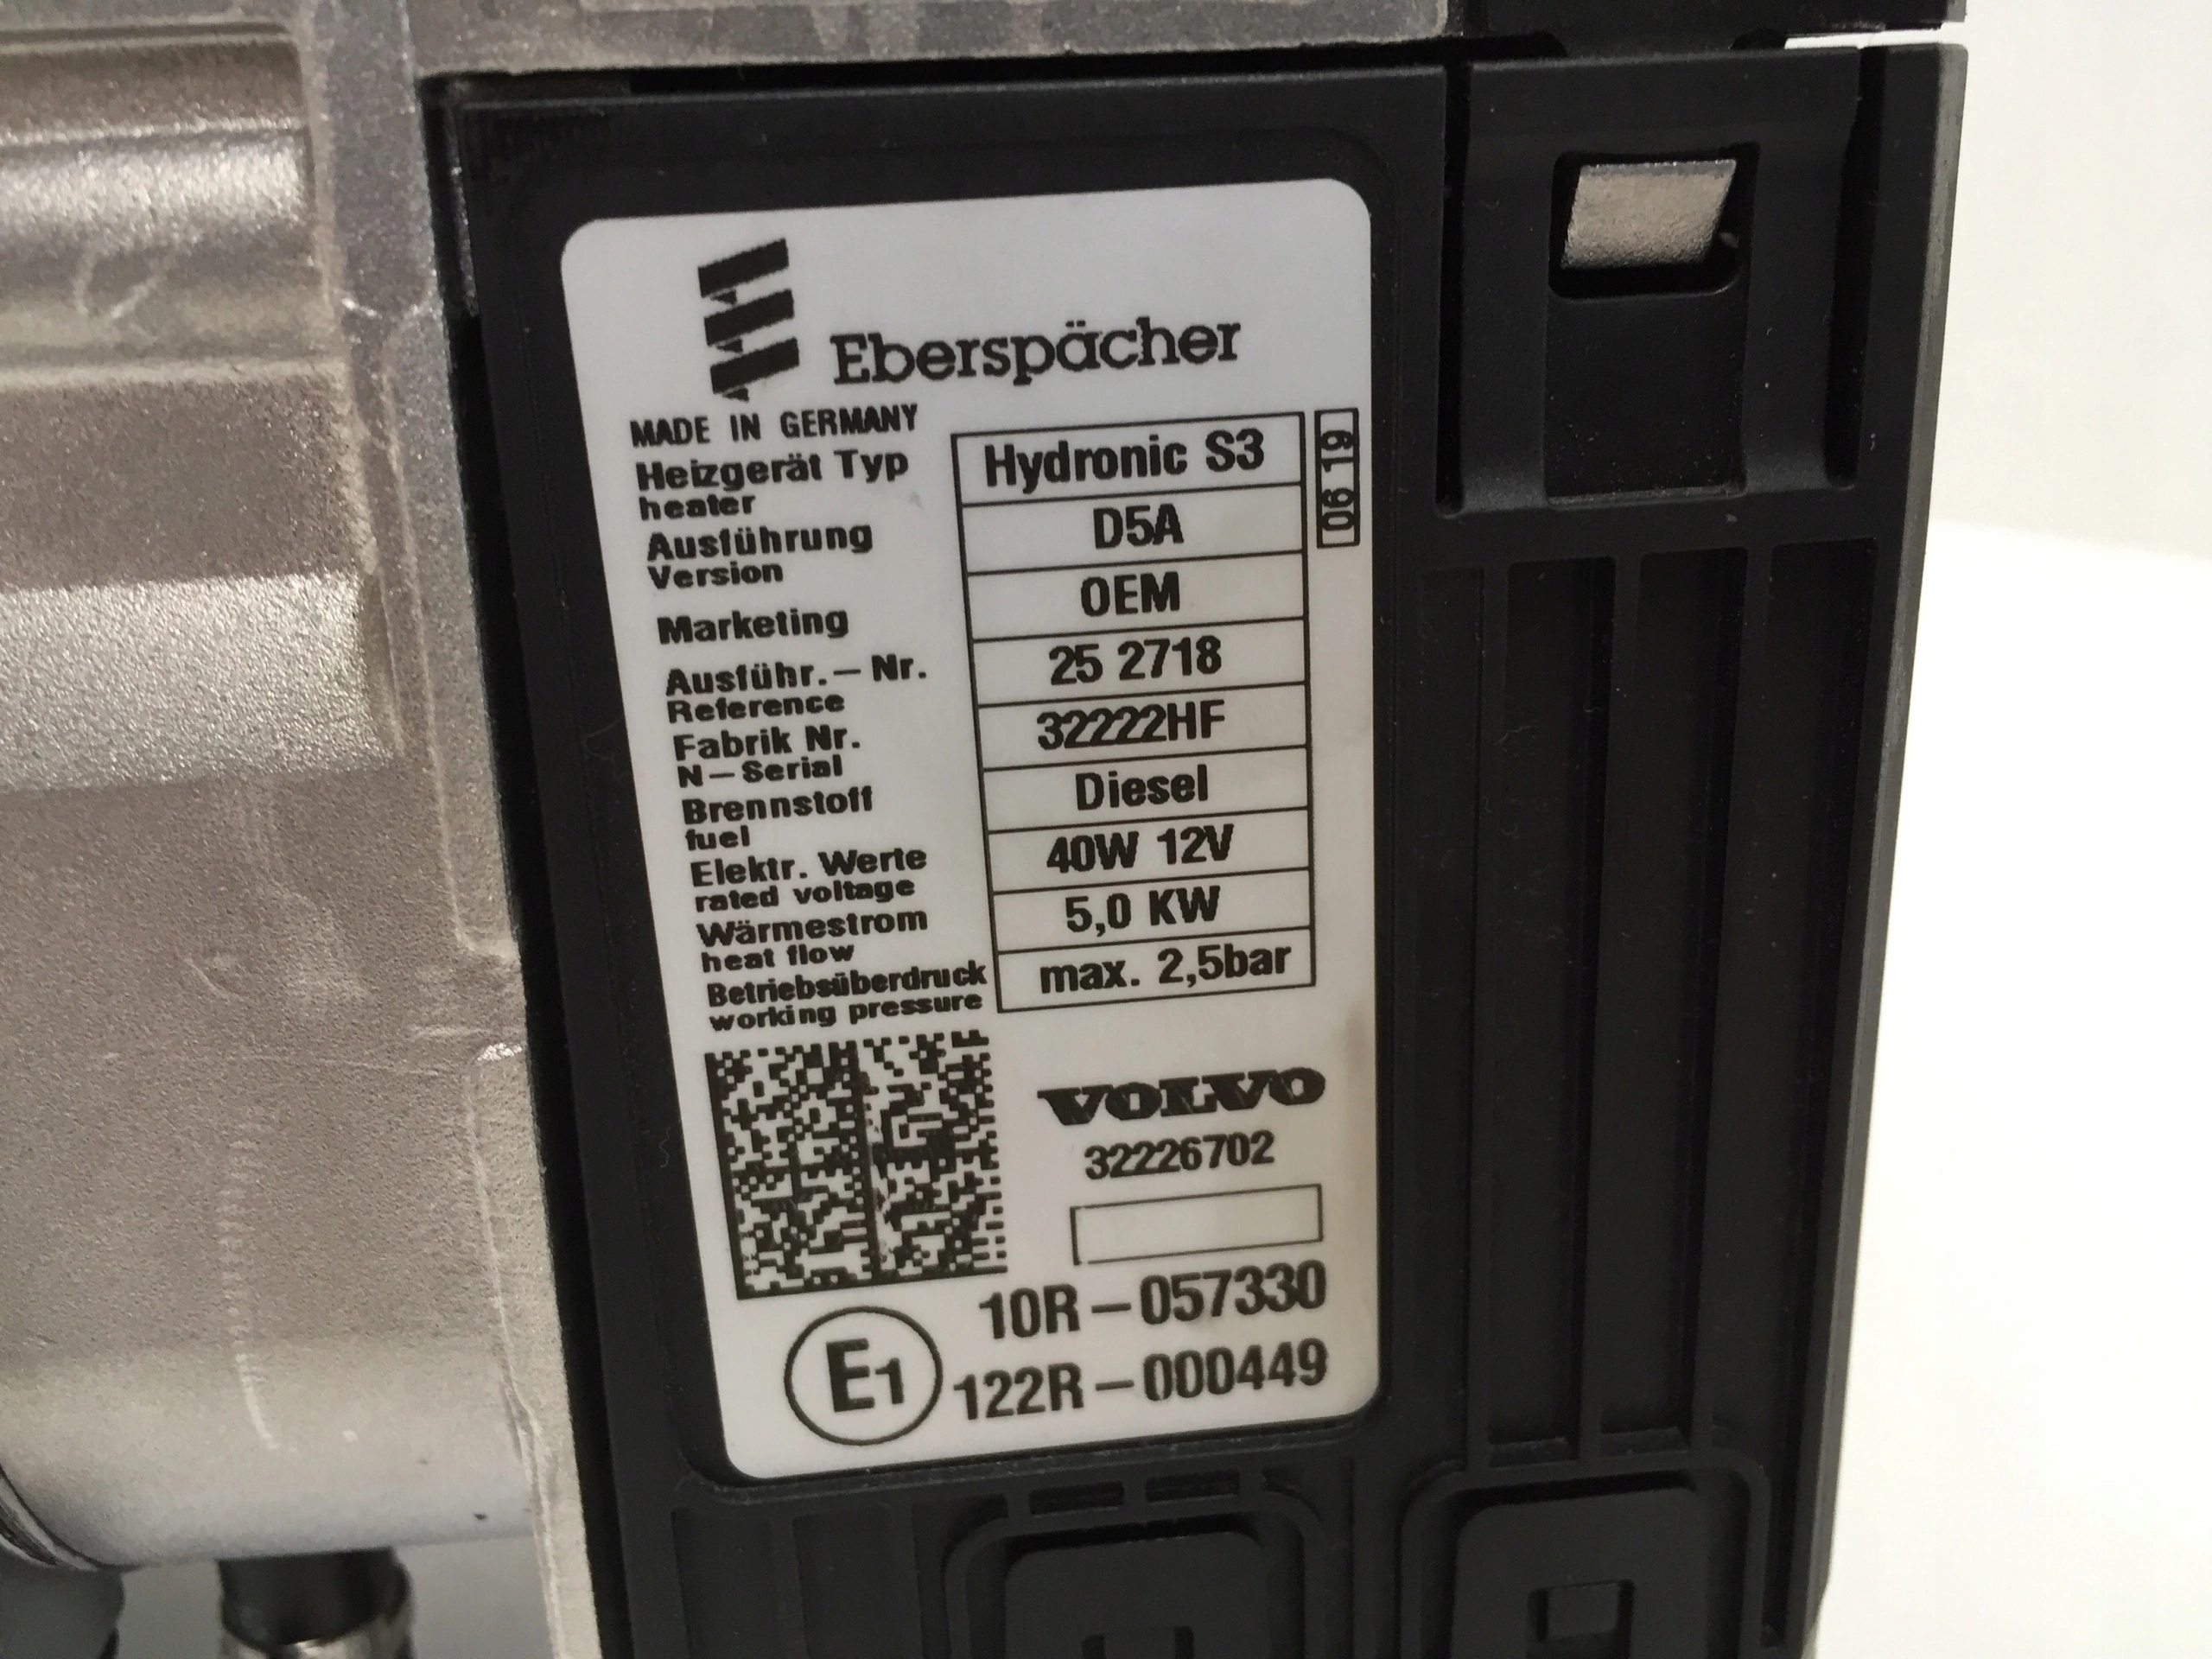 Eberspächer
MADE IN GERMANY
Heizgerät Typ
heater
Hydronic S3
06 19
Ausführung
Version
D5A
Marketing
OEM
Ausführ.– Nr.
Reference
25 2718
Fabrik Nr.
N–Serial
32222HF
Brennstoff
fuel
Diesel
Elektr. Werte
rated voltage
40W 12V
Wärmestrom
heat flow
5,0 KW
Betriebsüberdruck
working pressure
max. 2,5bar
VOLVO
32226702
10R–057330
E1
122R–000449